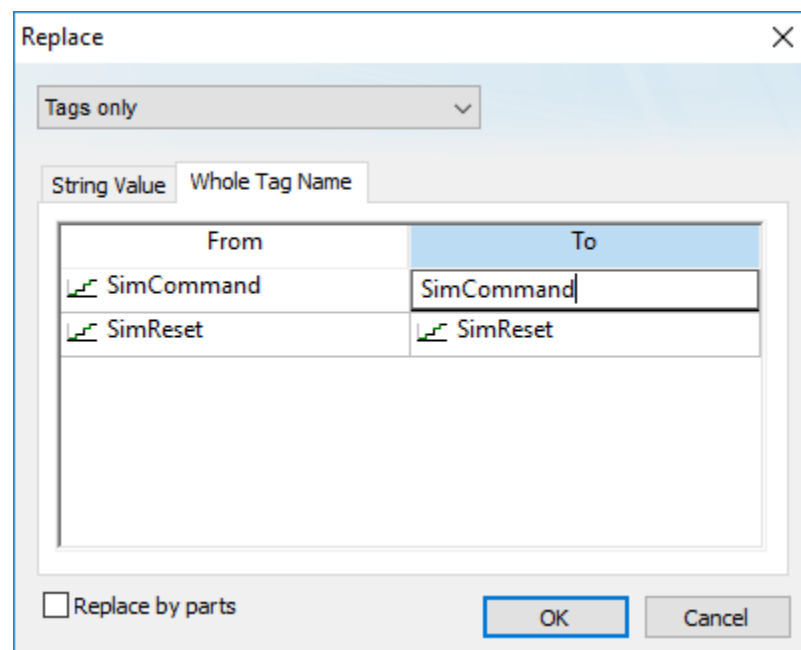 Replace
Tags only
String Value Whole Tag Name
From To
SimCommand SimCommand
SimReset SimReset
Replace by parts OK Cancel